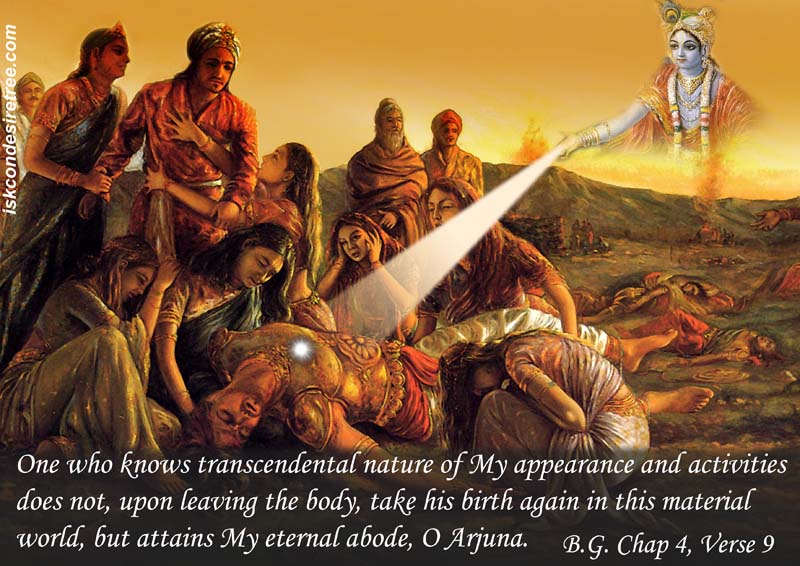 iskcondesiretree.com
One who knows transcendental nature of My appearance and activities
does not, upon leaving the body, take his birth again in this material
world, but attains My eternal abode, O Arjuna.
B.G. Chap 4, Verse 9